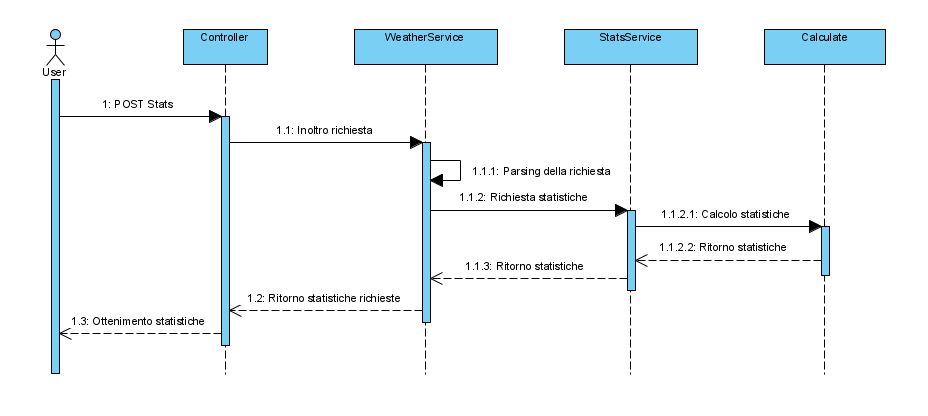 Controller
WeatherService
StatsService
Calculate
User
1: POST Stats
1.1: Inoltro richiesta
1.1.1: Parsing della richiesta
1.1.2: Richiesta statistiche
1.1.2.1: Calcolo statistiche
1.1.2.2: Ritorno statistiche
1.1.3: Ritorno statistiche
1.2: Ritorno statistiche richieste
1.3: Ottenimento statistiche